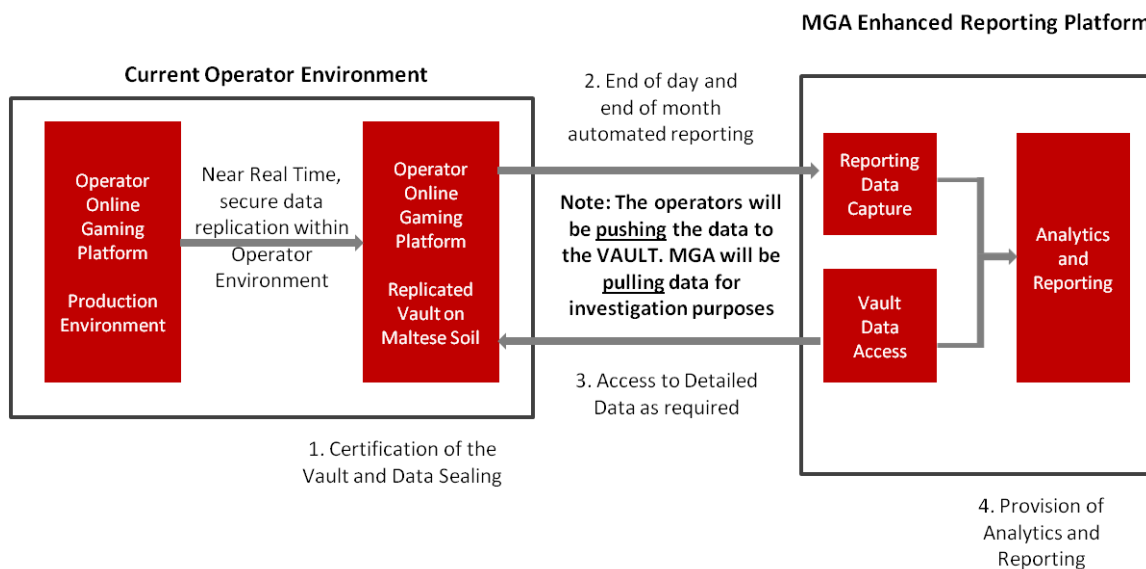 MGA Enhanced Reporting Platform
Current Operator Environment
Operator
Online
Gaming
Platform
Production
Environment
Near Real Time,
secure data
replication within
Operator
Environment
Operator
Online
Gaming
Platform
Replicated
Vault on
Maltese Soil
1. Certification of the
Vault and Data Sealing
2. End of day and
end of month
automated reporting
Note: The operators will
be pushing the data to
the VAULT. MGA will be
pulling data for
investigation purposes
3. Access to Detailed
Data as required
Reporting
Data
Capture
Vault
Data
Access
Analytics
and
Reporting
4. Provision of
Analytics and
Reporting